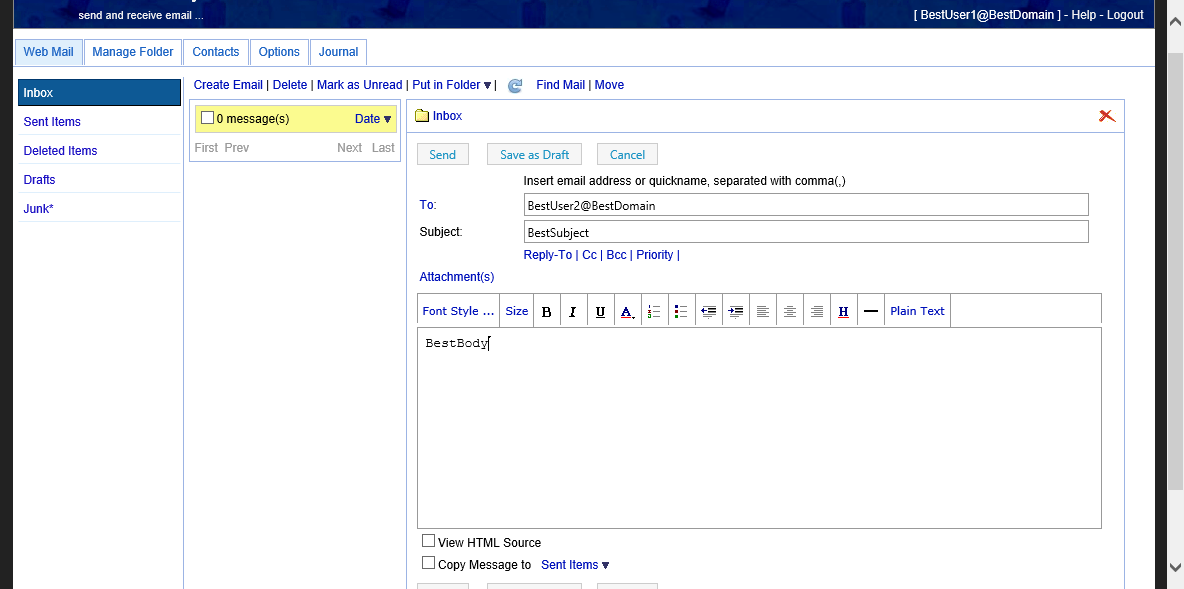 send and receive email ...
[ BestUser1@BestDomain ] - Help - Logout
Web Mail Manage Folder Contacts Options Journal
Inbox
Sent Items
Deleted Items
Drafts
Junk*
Create Email | Delete | Mark as Unread | Put in Folder ▼ | Find Mail | Move
0 message(s) Date ▼
First Prev Next Last
Inbox
Send Save as Draft Cancel
Insert email address or quickname, separated with comma(,)
To: BestUser2@BestDomain
Subject: BestSubject
Reply-To | Cc | Bcc | Priority |
Attachment(s)
Font Style ... Size B I U A. H Plain Text
BestBody
View HTML Source
Copy Message to Sent Items ▼